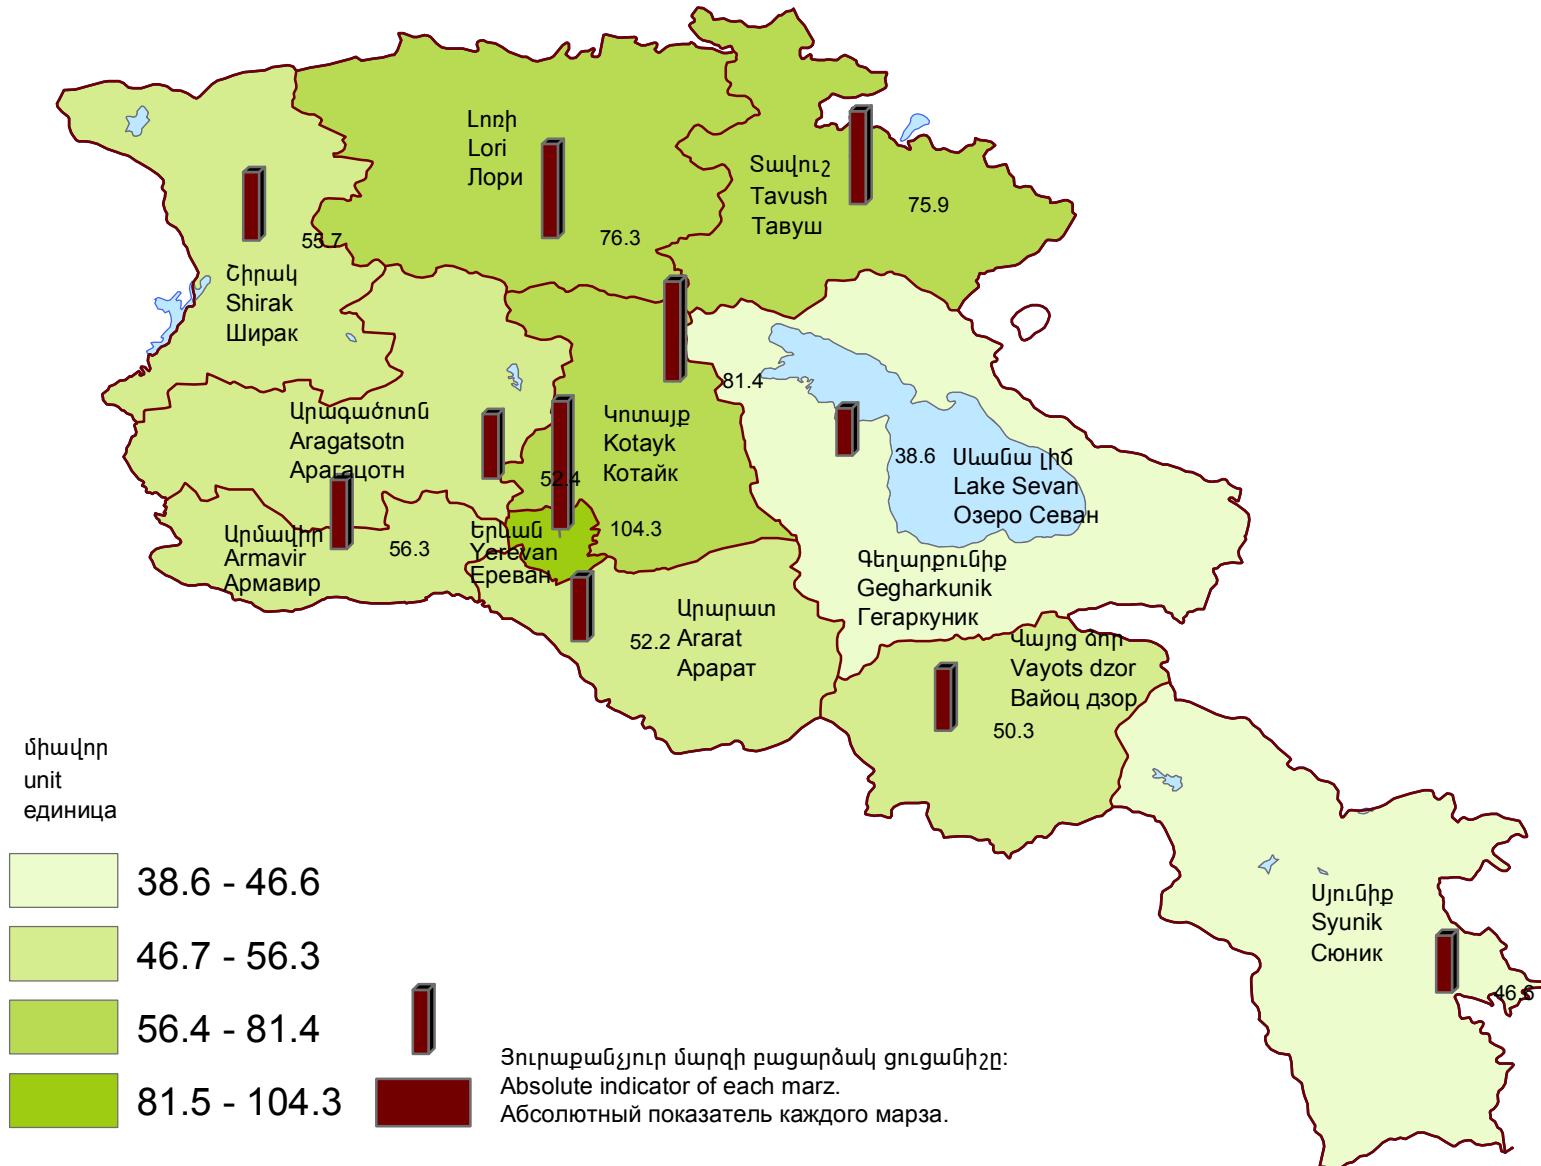 Լոռի
Lori
Лори
76.3
Տավուշ
Tavush
Тавуш
75.9
55.7
Շիրակ
Shirak
Ширак
81.4
Արագածոտն
Aragatsotn
Арагацотн
52.4
Կոտայք
Kotayk
Котайк
104.3
38.6
Սևանա լիճ
Lake Sevan
Озеро Севан
Արմավիր
Armavir
Армавир
56.3
Երևան
Yerevan
Ереван
Գեղարքունիք
Gegharkunik
Гегаркуник
52.2
Արարատ
Ararat
Арарат
Վայոց ձոր
Vayots dzor
Вайоц дзор
50.3
Սյունիք
Syunik
Сюник
46.6
միավոր
unit
единица
38.6 - 46.6
46.7 - 56.3
56.4 - 81.4
81.5 - 104.3
Յուրաքանչյուր մարզի բացարձակ ցուցանիշը:
Absolute indicator of each marz.
Абсолютный показатель каждого марза.